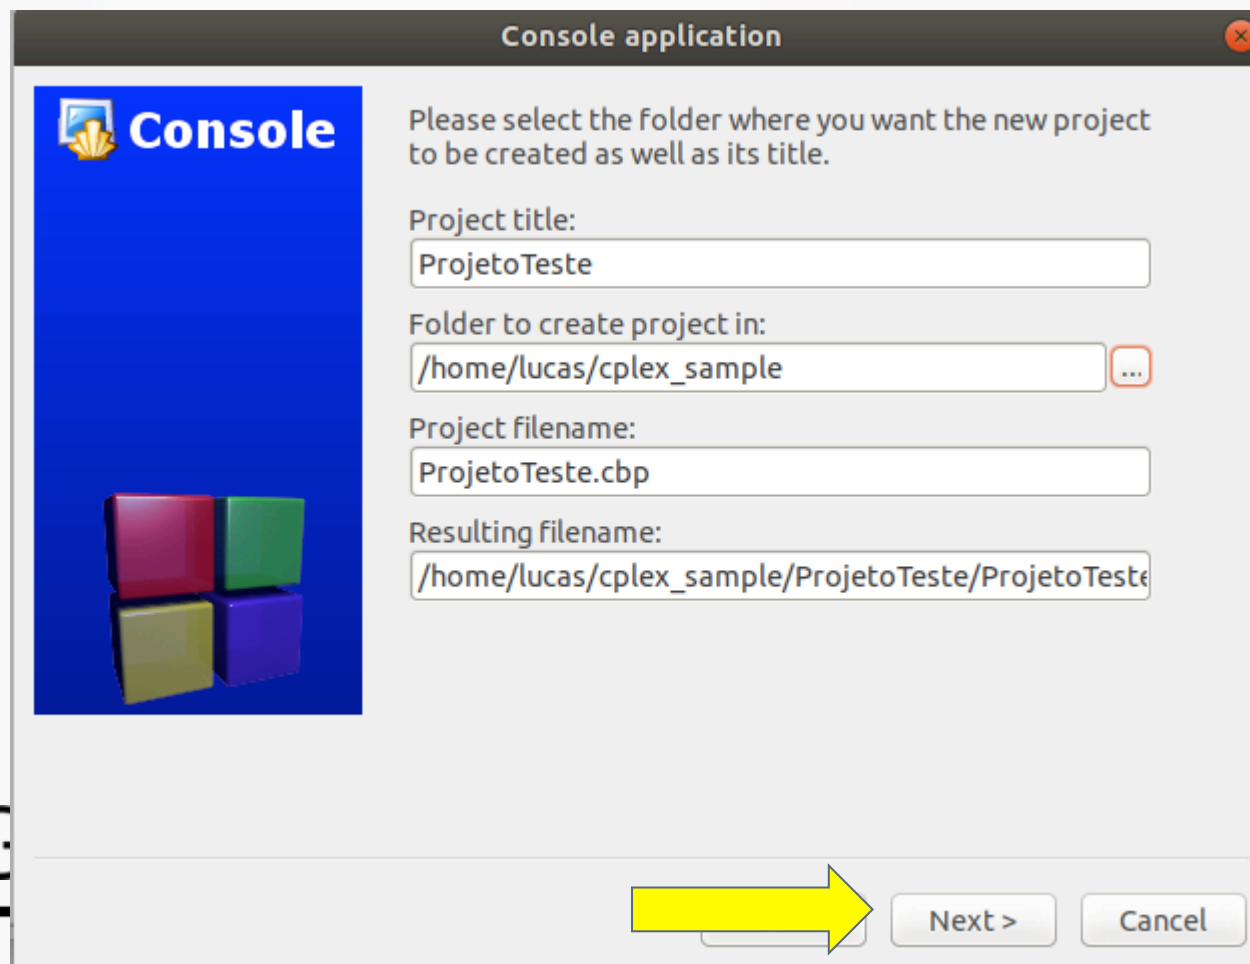 Console application
Console
Please select the folder where you want the new project
to be created as well as its title.
Project title:
ProjetoTeste
Folder to create project in:
/home/lucas/cplex_sample
...
Project filename:
ProjetoTeste.cbp
Resulting filename:
/home/lucas/cplex_sample/ProjetoTeste/ProjetoTeste
Next >
Cancel